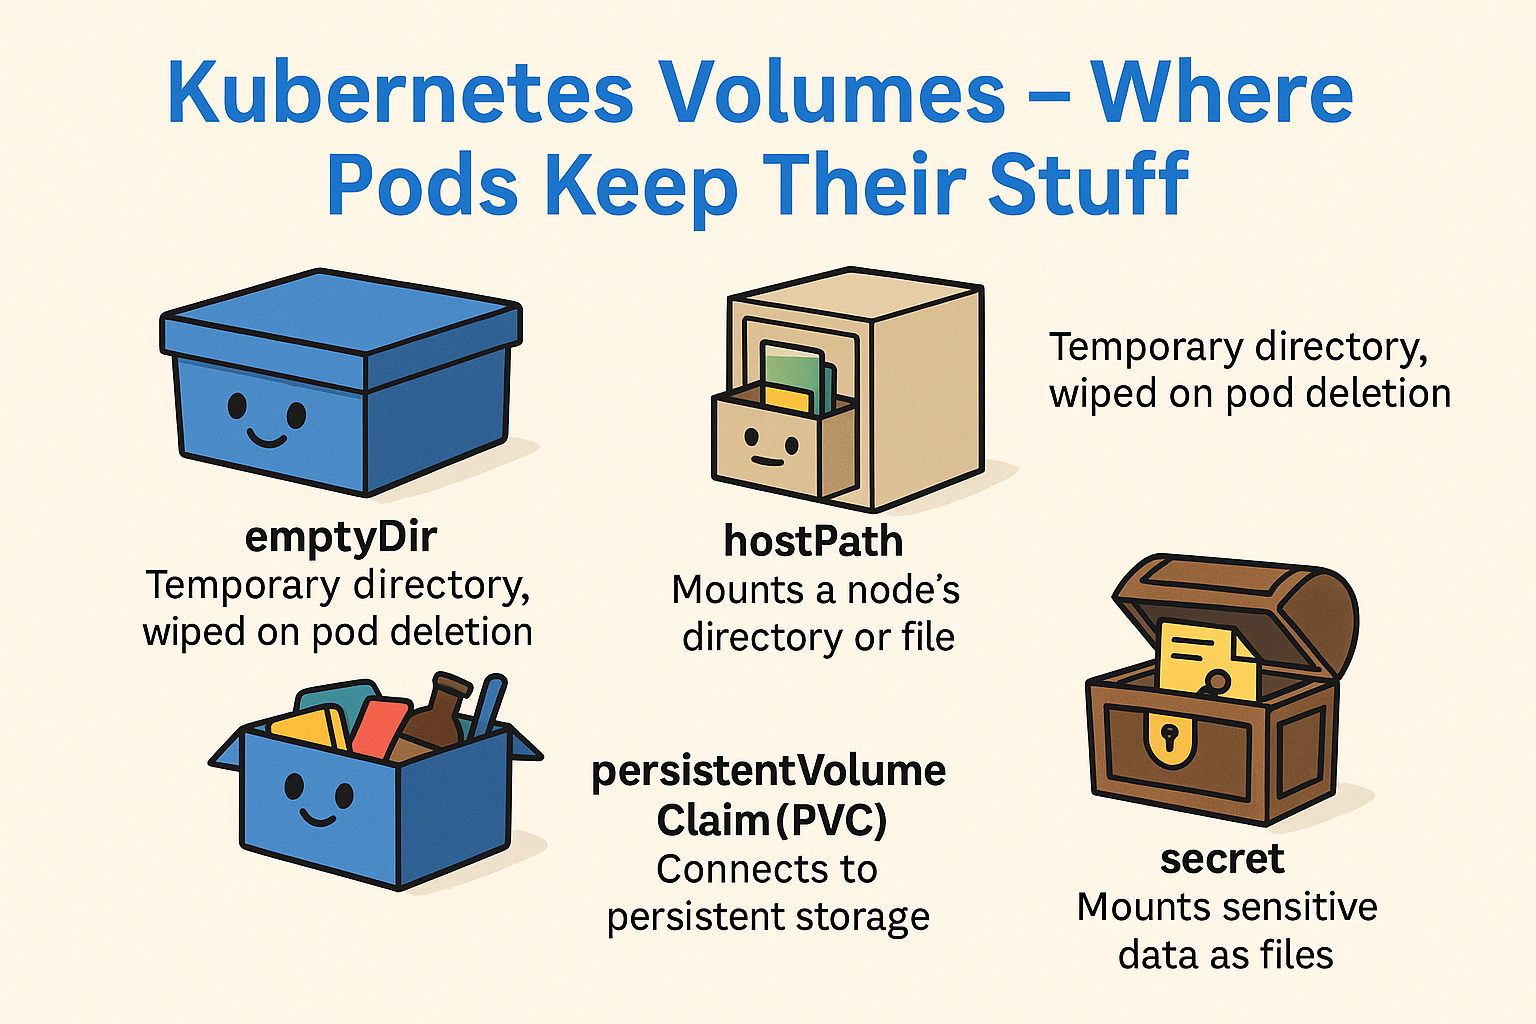 Kubernetes Volumes – Where
Pods Keep Their Stuff
emptyDir
Temporary directory,
wiped on pod deletion
hostPath
Mounts a node’s
directory or file
Temporary directory,
wiped on pod deletion
persistentVolume
Claim (PVC)
Connects to
persistent storage
secret
Mounts sensitive
data as files